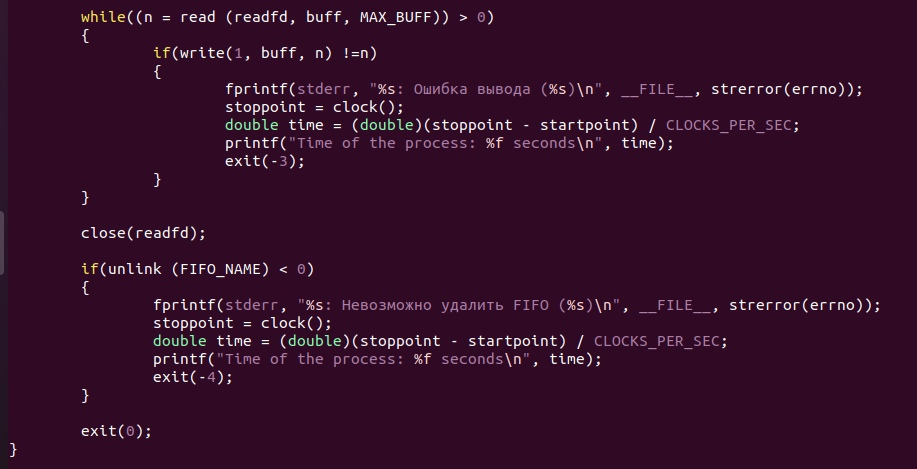 while((n = read (readfd, buff, MAX_BUFF)) > 0)
{
if(write(1, buff, n) !=n)
{
fprintf(stderr, "%s: Ошибка вывода (%s)\n", __FILE__, strerror(errno));
stoppoint = clock();
double time = (double)(stoppoint - startpoint) / CLOCKS_PER_SEC;
printf("Time of the process: %f seconds\n", time);
exit(-3);
}
}
close(readfd);
if(unlink (FIFO_NAME) < 0)
{
fprintf(stderr, "%s: Невозможно удалить FIFO (%s)\n", __FILE__, strerror(errno));
stoppoint = clock();
double time = (double)(stoppoint - startpoint) / CLOCKS_PER_SEC;
printf("Time of the process: %f seconds\n", time);
exit(-4);
}
exit(0);
}